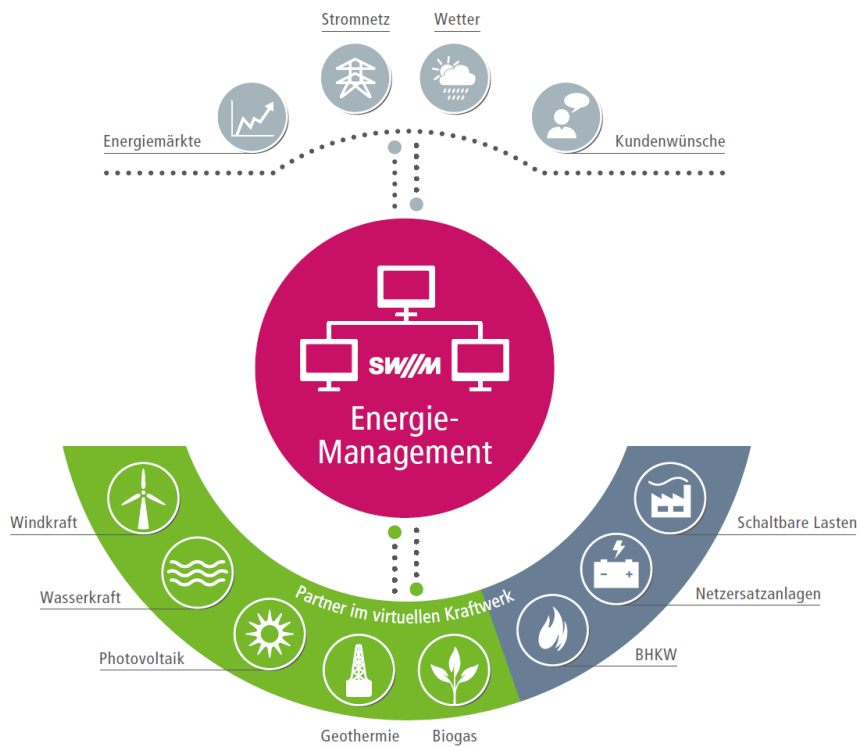 Stromnetz
Wetter
Energiemärkte
Kundenwünsche
SW//M
Energie-
Management
Windkraft
Schaltbare Lasten
Wasserkraft
Netzersatzanlagen
Partner im virtuellen Kraftwerk
Photovoltaik
BHKW
Geothermie
Biogas